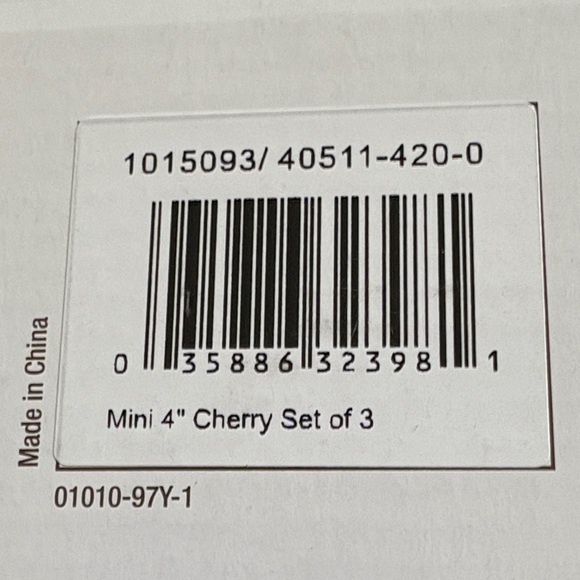 1015093/ 40511-420-0
0 35886 32398 1
Mini 4" Cherry Set of 3
Made in China
01010-97Y-1